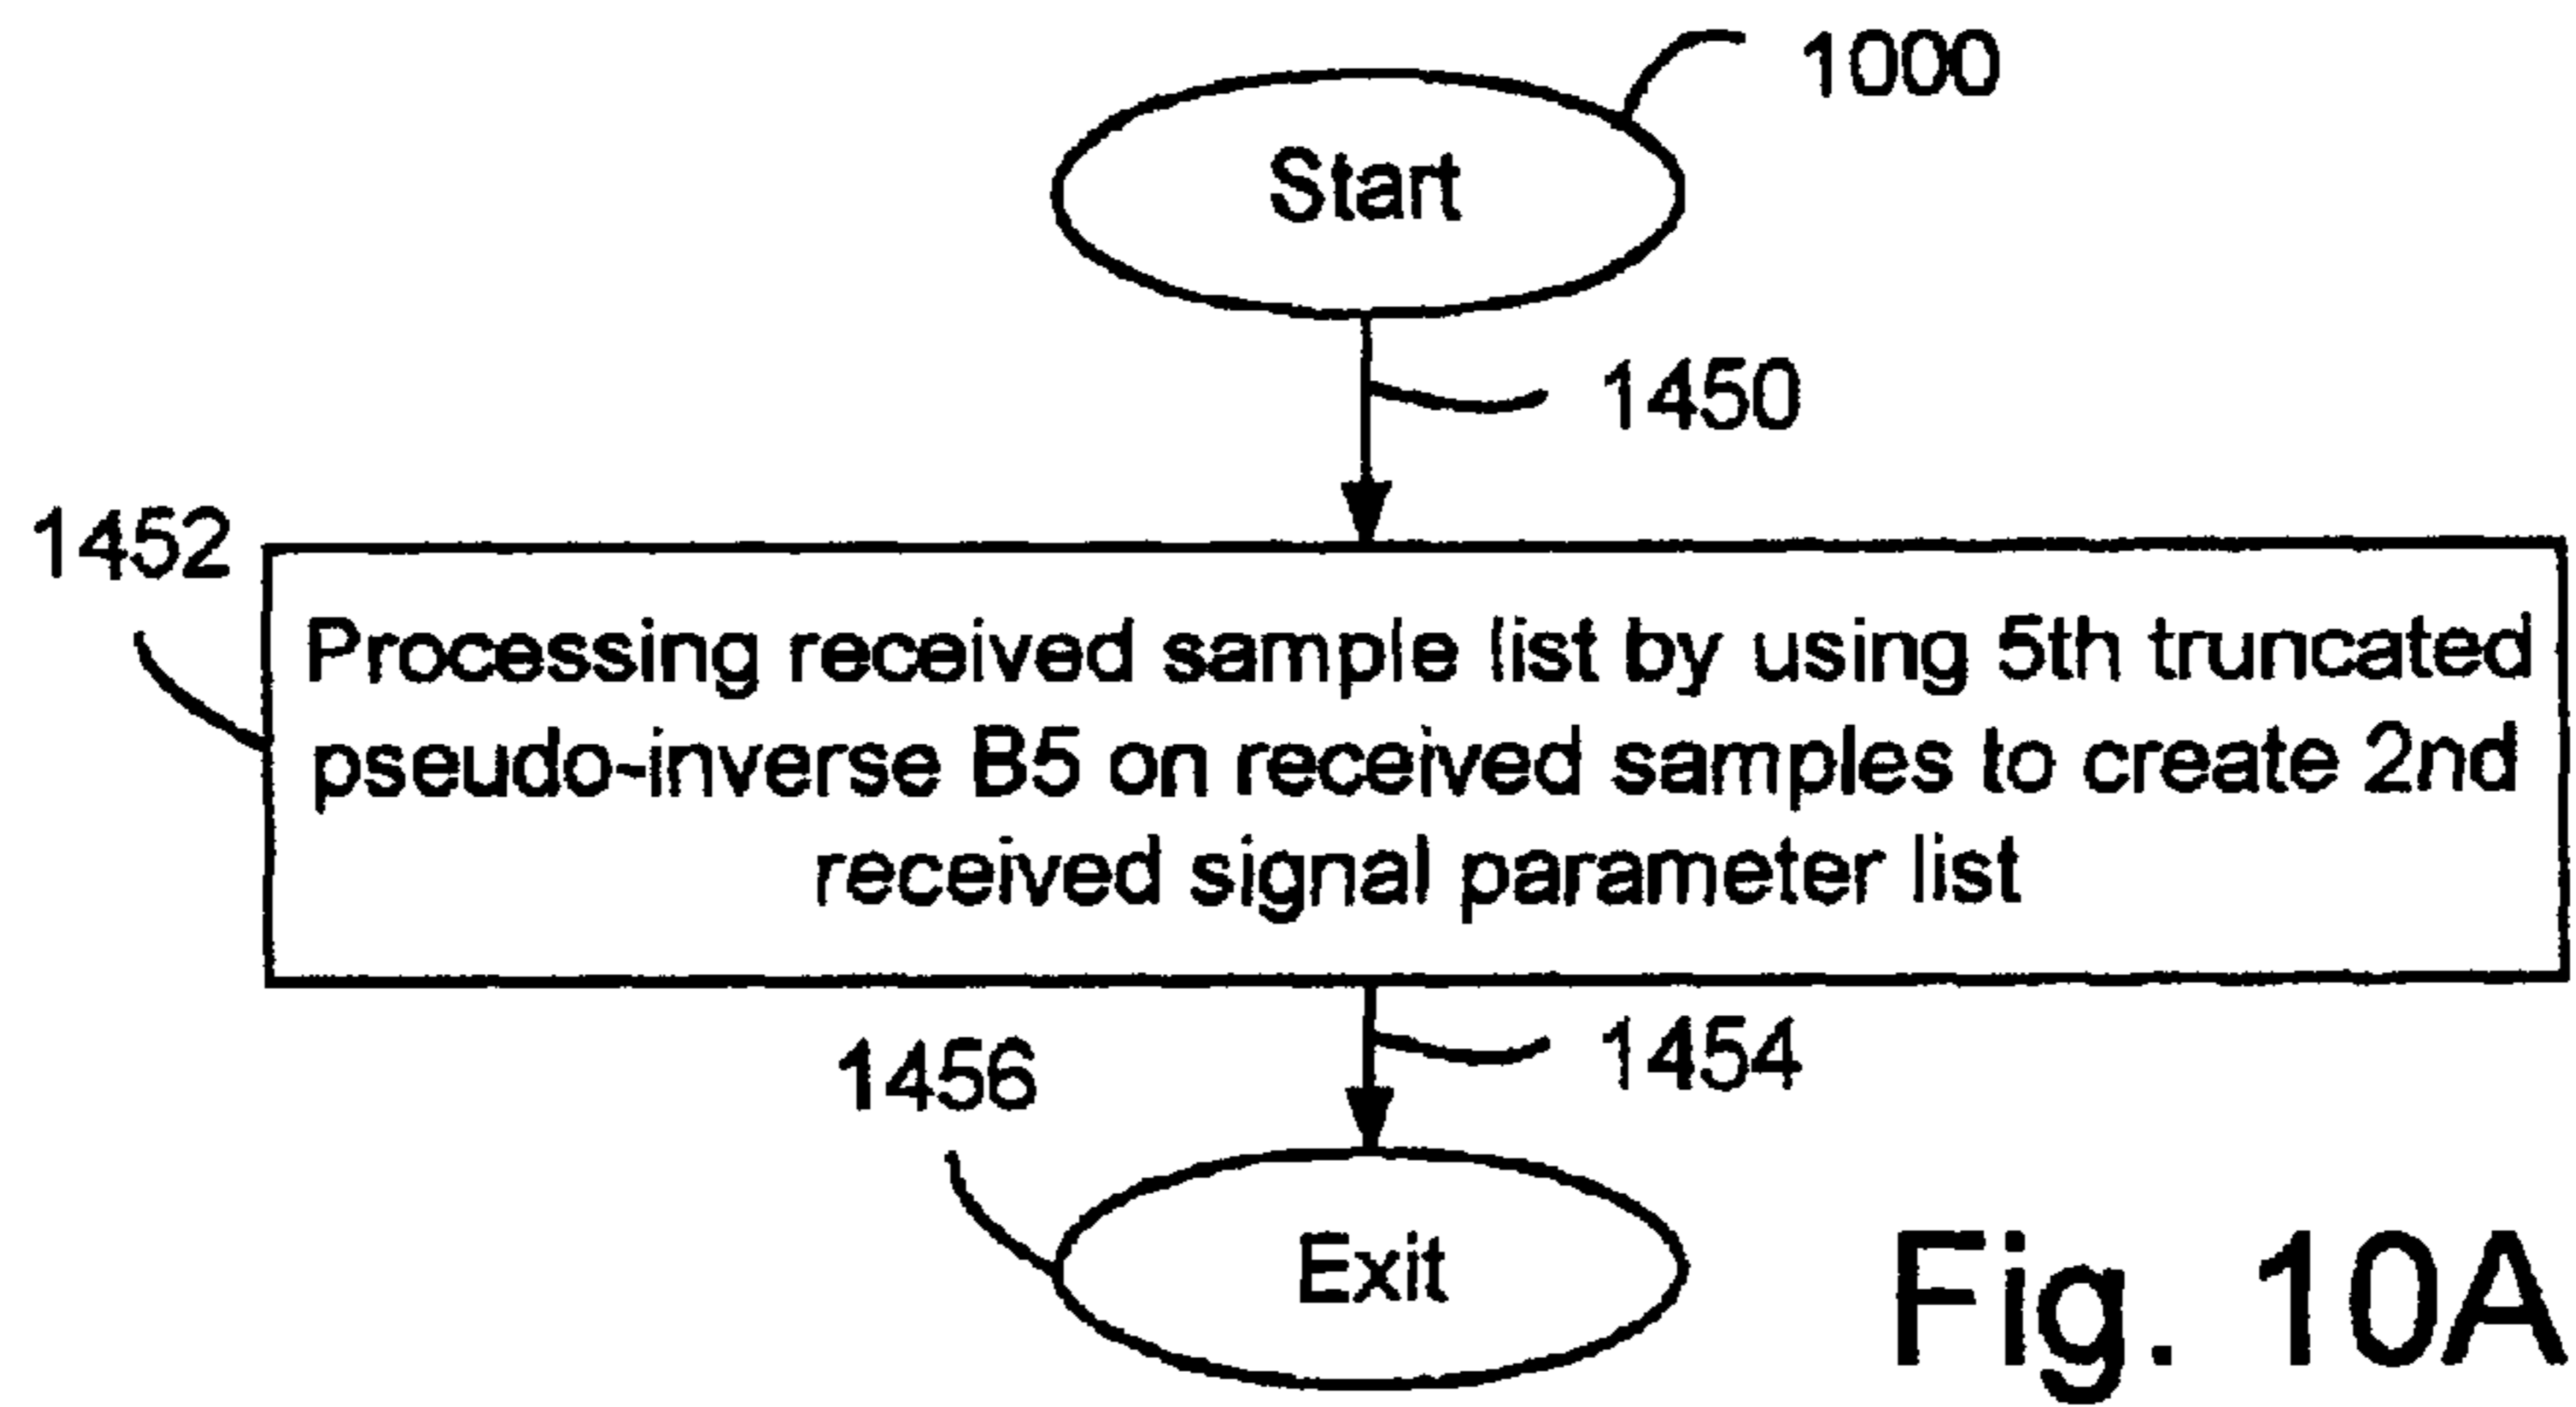 1000
Start
1450
1452
Processing received sample list by using 5th truncated
pseudo-inverse B5 on received samples to create 2nd
received signal parameter list
1454
1456
Exit
Fig. 10A